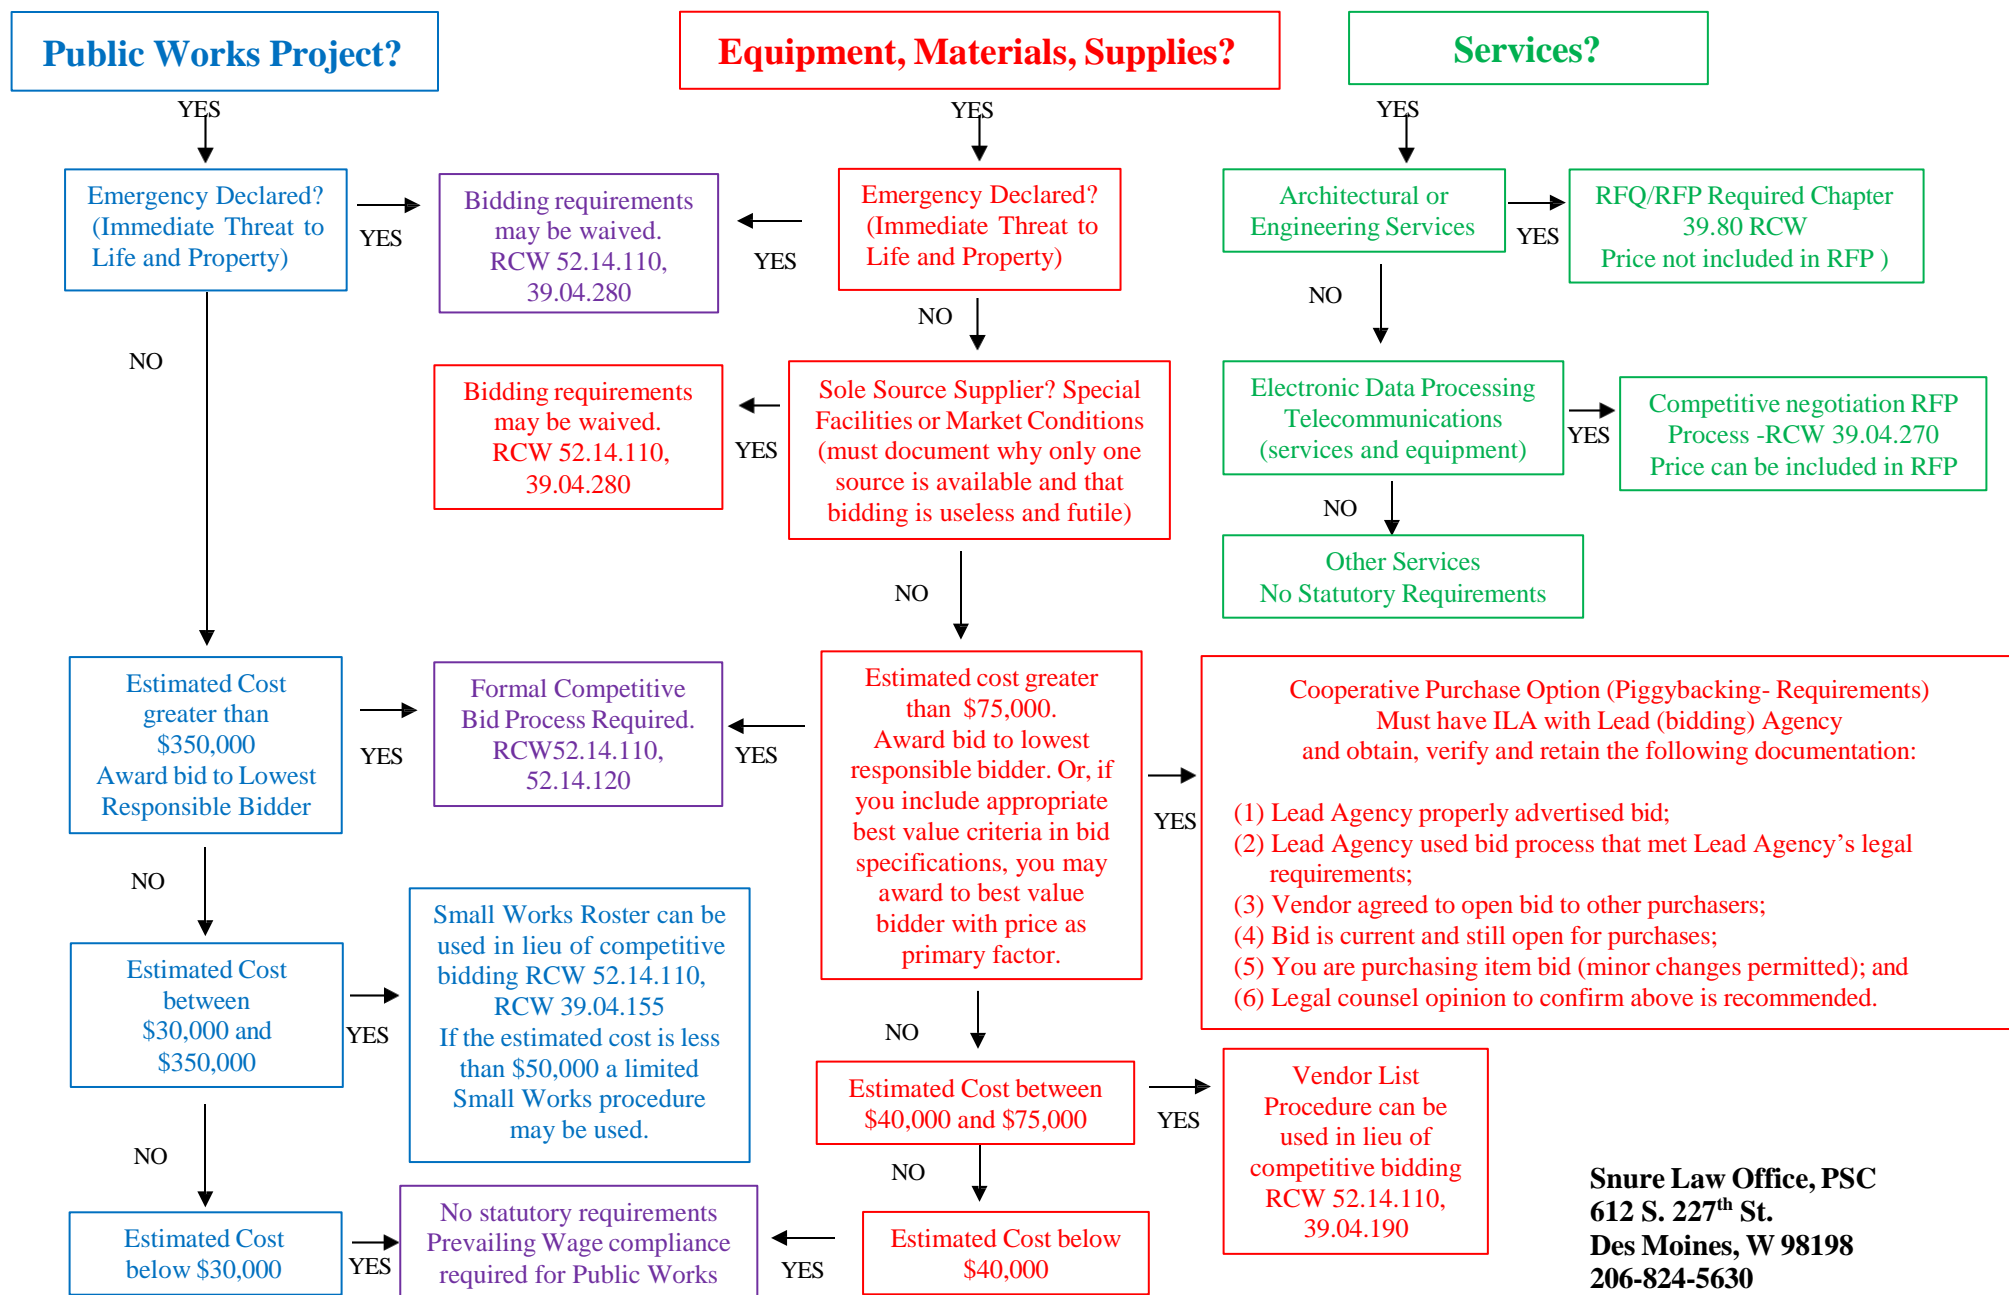 Public Works Project?
YES
Emergency Declared?
(Immediate Threat to
Life and Property)
YES
NO
Bidding requirements
may be waived.
RCW 52.14.110,
39.04.280
Estimated Cost
greater than
$350,000
Award bid to Lowest
Responsible Bidder
YES
NO
Formal Competitive
Bid Process Required.
RCW52.14.110,
52.14.120
Estimated Cost
between
$30,000 and
$350,000
YES
NO
Small Works Roster can be
used in lieu of competitive
bidding RCW 52.14.110,
RCW 39.04.155
If the estimated cost is less
than $50,000 a limited
Small Works procedure
may be used.
Estimated Cost
below $30,000
YES
No statutory requirements
Prevailing Wage compliance
required for Public Works
Equipment, Materials, Supplies?
YES
Emergency Declared?
(Immediate Threat to
Life and Property)
YES
NO
Sole Source Supplier? Special
Facilities or Market Conditions
(must document why only one
source is available and that
bidding is useless and futile)
YES
Bidding requirements
may be waived.
RCW 52.14.110,
39.04.280
NO
Estimated cost greater
than $75,000.
Award bid to lowest
responsible bidder. Or, if
you include appropriate
best value criteria in bid
specifications, you may
award to best value
bidder with price as
primary factor.
YES
YES
Cooperative Purchase Option (Piggybacking- Requirements)
Must have ILA with Lead (bidding) Agency
and obtain, verify and retain the following documentation:
(1) Lead Agency properly advertised bid;
(2) Lead Agency used bid process that met Lead Agency’s legal
requirements;
(3) Vendor agreed to open bid to other purchasers;
(4) Bid is current and still open for purchases;
(5) You are purchasing item bid (minor changes permitted); and
(6) Legal counsel opinion to confirm above is recommended.
NO
Estimated Cost between
$40,000 and $75,000
YES
Vendor List
Procedure can be
used in lieu of
competitive bidding
RCW 52.14.110,
39.04.190
NO
Estimated Cost below
$40,000
YES
Services?
YES
Architectural or
Engineering Services
YES
RFQ/RFP Required Chapter
39.80 RCW
Price not included in RFP )
NO
Electronic Data Processing
Telecommunications
(services and equipment)
YES
Competitive negotiation RFP
Process -RCW 39.04.270
Price can be included in RFP
NO
Other Services
No Statutory Requirements
Snure Law Office, PSC
612 S. 227th St.
Des Moines, W 98198
206-824-5630